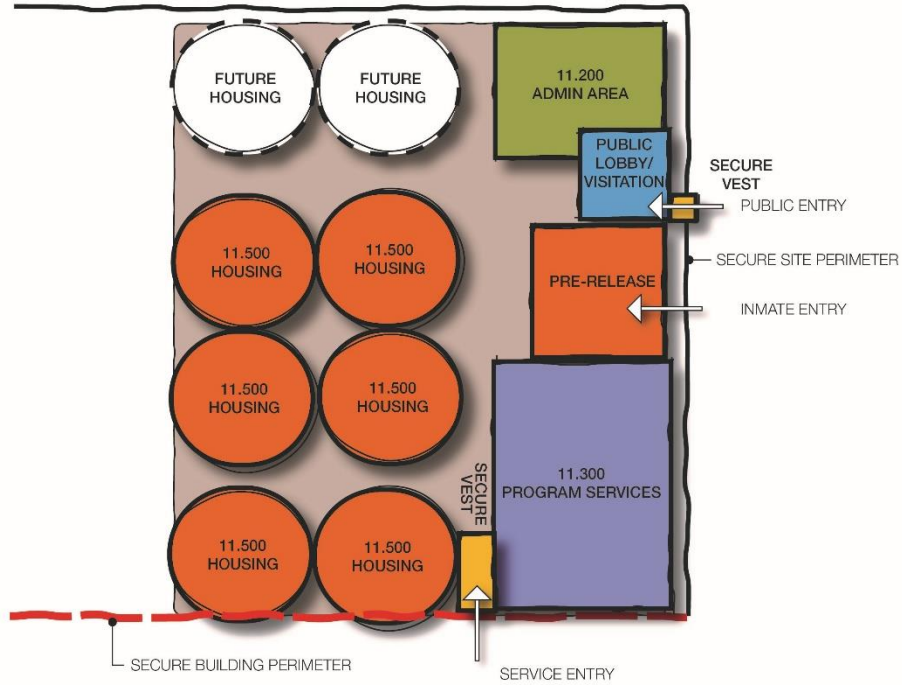 FUTURE
HOUSING
FUTURE
HOUSING
11.200
ADMIN AREA
PUBLIC
LOBBY/
VISITATION
SECURE
VEST
PUBLIC ENTRY
11.500
HOUSING
11.500
HOUSING
SECURE SITE PERIMETER
PRE-RELEASE
INMATE ENTRY
11.500
HOUSING
11.500
HOUSING
SECURE
VEST
11.300
PROGRAM SERVICES
11.500
HOUSING
11.500
HOUSING
SECURE BUILDING PERIMETER
SERVICE ENTRY